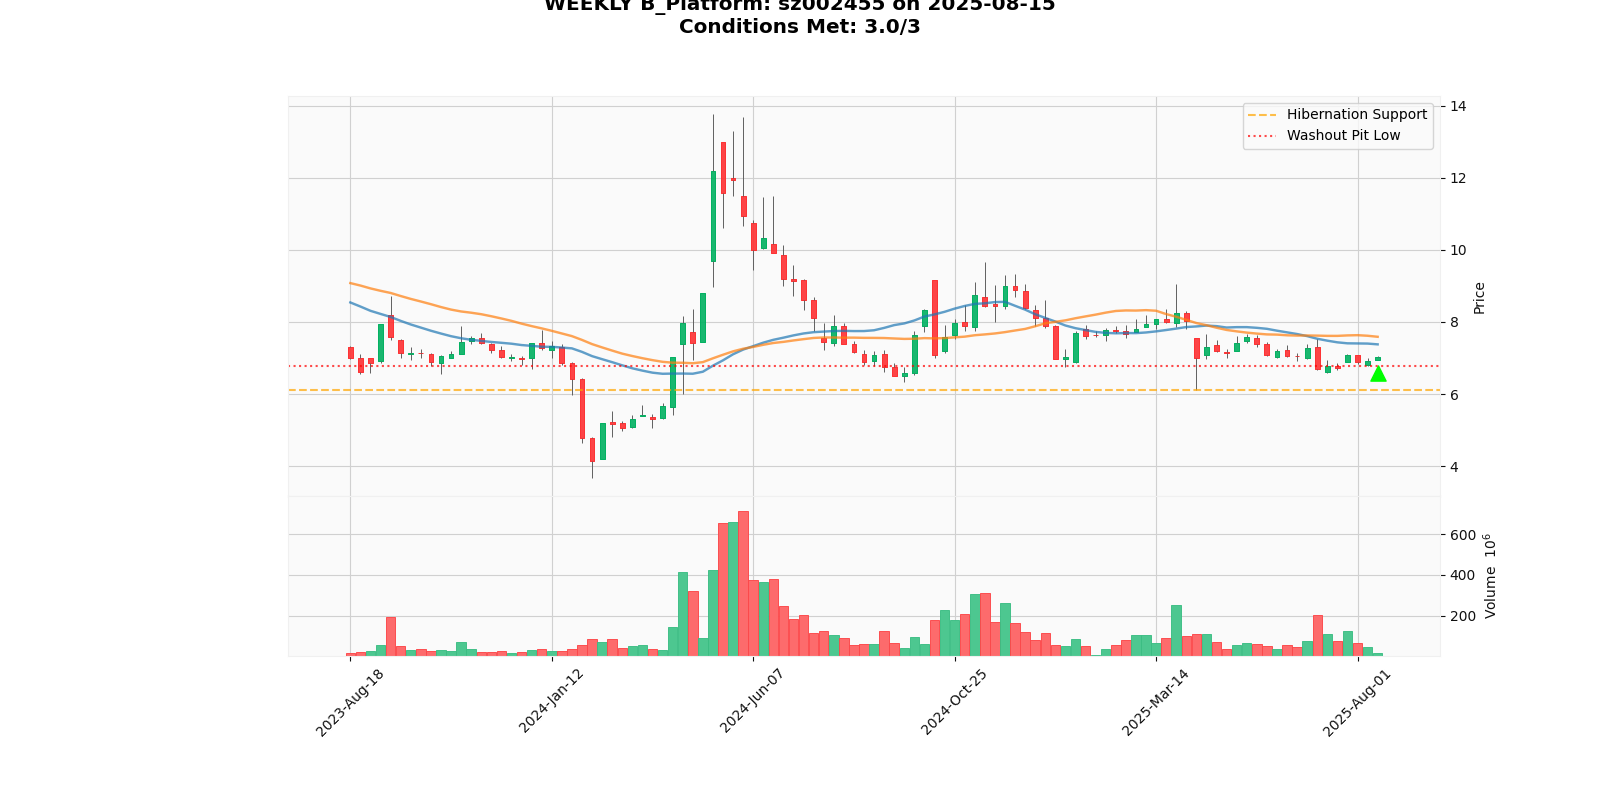 WEEKLY B_Platform: sz002455 on 2025-08-15
Conditions Met: 3.0/3
Hibernation Support
Washout Pit Low
14
12
10
8
6
4
Price
600
400
200
Volume 10⁶
2023-Aug-18
2024-Jan-12
2024-Jun-07
2024-Oct-25
2025-Mar-14
2025-Aug-01